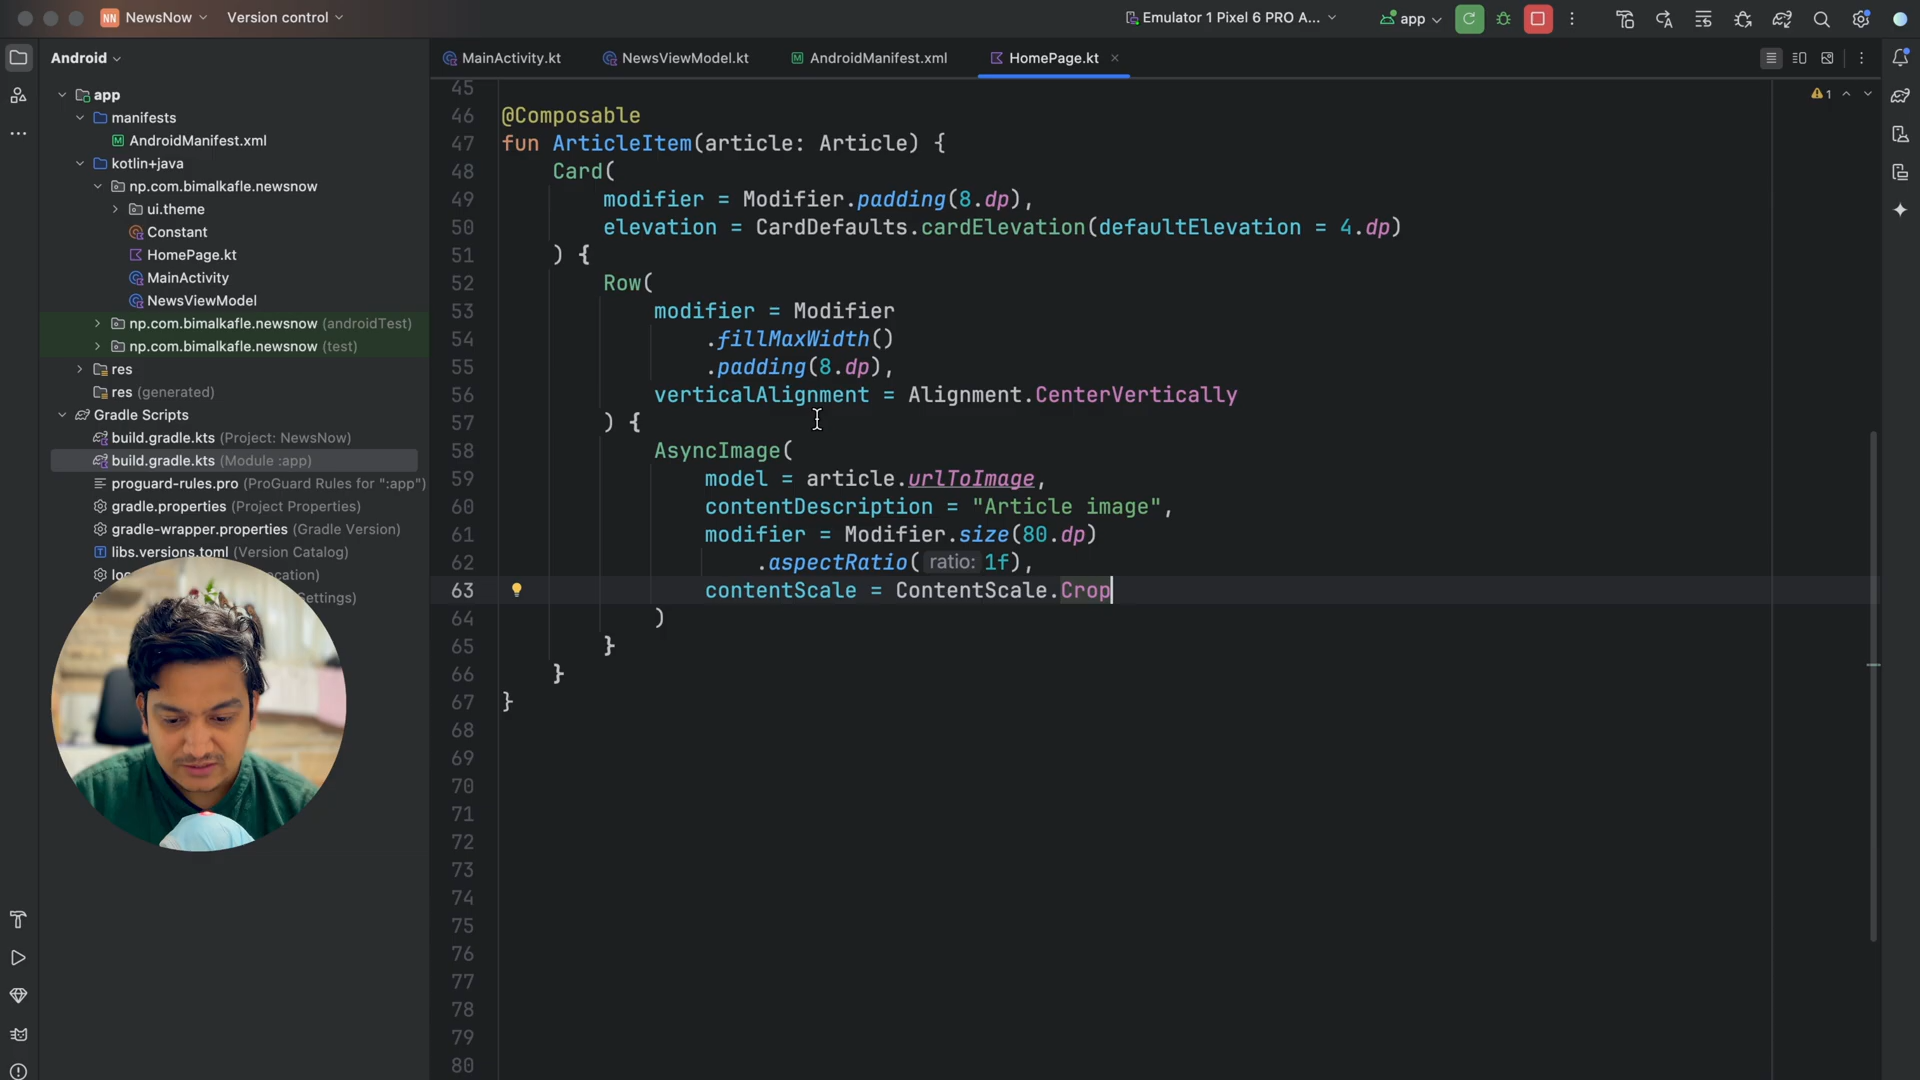 NN NewsNow
Version control
Emulator 1 Pixel 6 PRO A...
app
Android
MainActivity.kt
NewsViewModel.kt
AndroidManifest.xml
HomePage.kt
app
manifests
AndroidManifest.xml
kotlin+java
np.com.bimalkafle.newsnow
ui.theme
Constant
HomePage.kt
MainActivity
NewsViewModel
np.com.bimalkafle.newsnow (androidTest)
np.com.bimalkafle.newsnow (test)
res
res (generated)
Gradle Scripts
build.gradle.kts (Project: NewsNow)
build.gradle.kts (Module :app)
proguard-rules.pro (ProGuard Rules for ":app")
gradle.properties (Project Properties)
gradle-wrapper.properties (Gradle Version)
libs.versions.toml (Version Catalog)
1
45
46 @Composable
47 fun ArticleItem(article: Article) {
48 Card(
49 modifier = Modifier.padding(8.dp),
50 elevation = CardDefaults.cardElevation(defaultElevation = 4.dp)
51 ) {
52 Row(
53 modifier = Modifier
54 .fillMaxWidth()
55 .padding(8.dp),
56 verticalAlignment = Alignment.CenterVertically
57 ) {
58 AsyncImage(
59 model = article.urlToImage,
60 contentDescription = "Article image",
61 modifier = Modifier.size(80.dp)
62 .aspectRatio( ratio: 1f),
63 contentScale = ContentScale.Crop
64 )
65 }
66 }
67 }
68
69
70
71
72
73
74
75
76
77
78
79
80